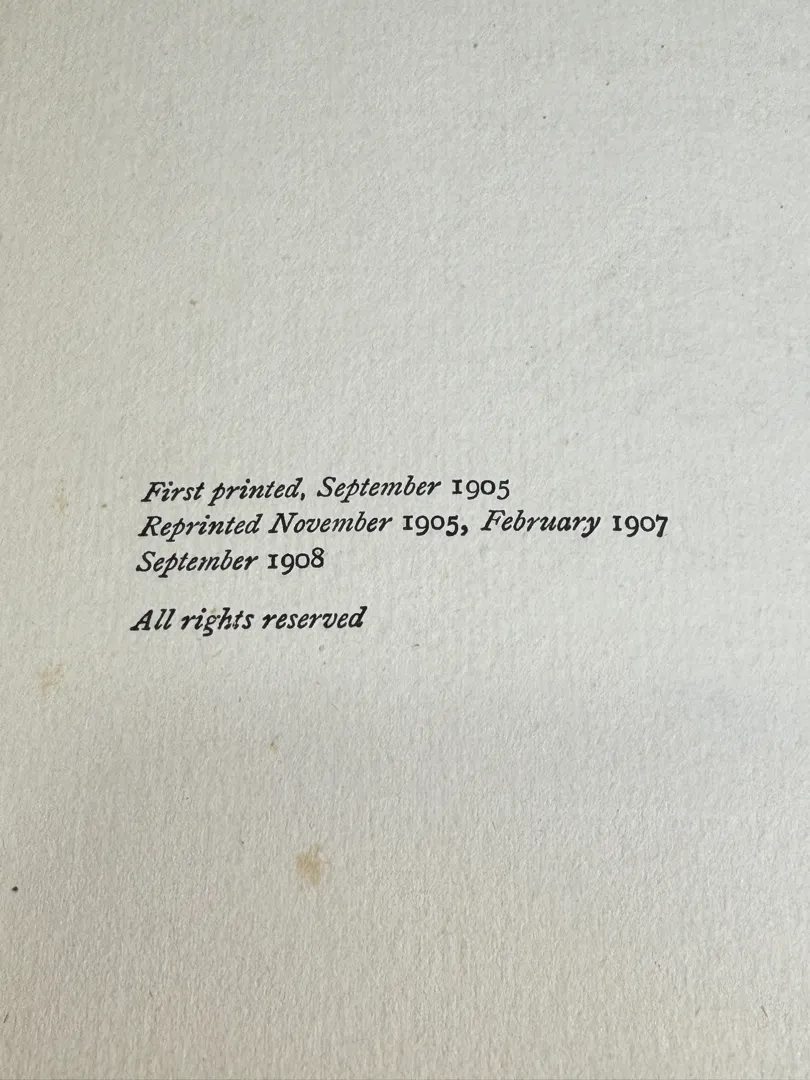 First printed, September 1905
Reprinted November 1905, February 1907
September 1908
All rights reserved